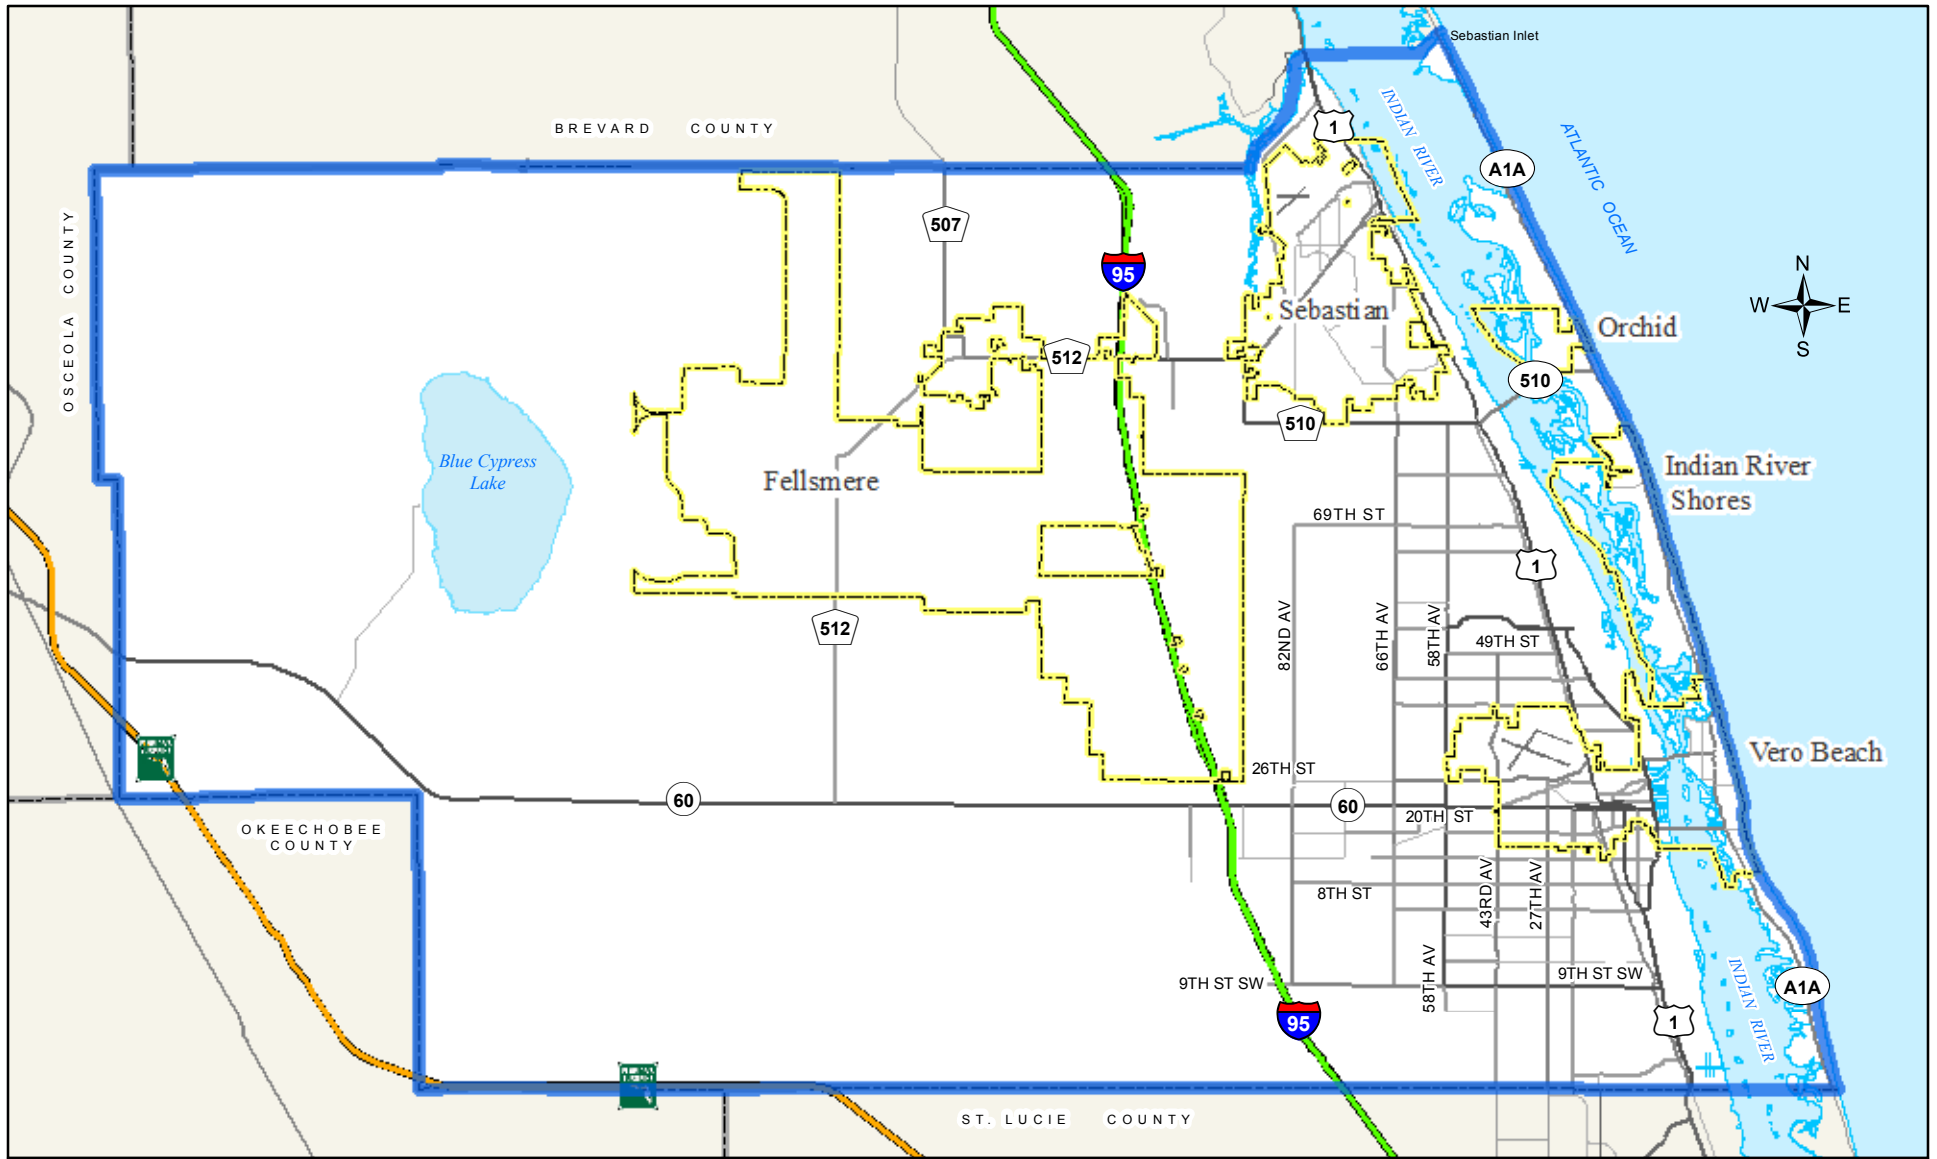 Sebastian Inlet
BREVARD COUNTY
1
INDIAN RIVER
A1A
ATLANTIC OCEAN
OSCEOLA COUNTY
507
95
N
W E
S
Sebastian
Orchid
512
510
510
Blue Cypress
Lake
Fellsmere
Indian River
Shores
69TH ST
1
82ND AV
66TH AV
58TH AV
49TH ST
512
Vero Beach
26TH ST
60
60
20TH ST
OKEECHOBEE
COUNTY
8TH ST
43RD AV
27TH AV
9TH ST SW
58TH AV
9TH ST SW
INDIAN RIVER
A1A
95
1
ST. LUCIE COUNTY